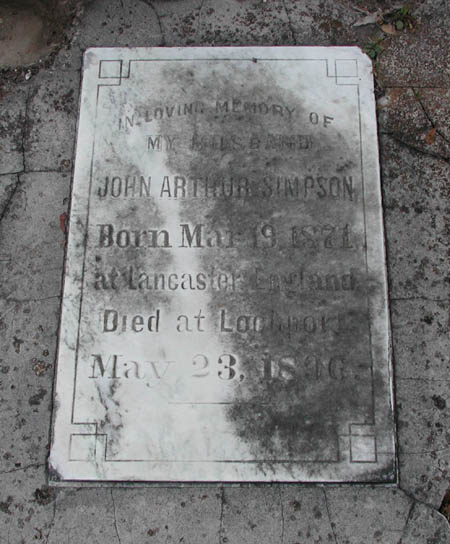 IN LOVING MEMORY OF
MY HUSBAND
JOHN ARTHUR SIMPSON
Born Mar. 19, 1871,
at Lancaster, England
Died at Lockport
May 23, 1896.